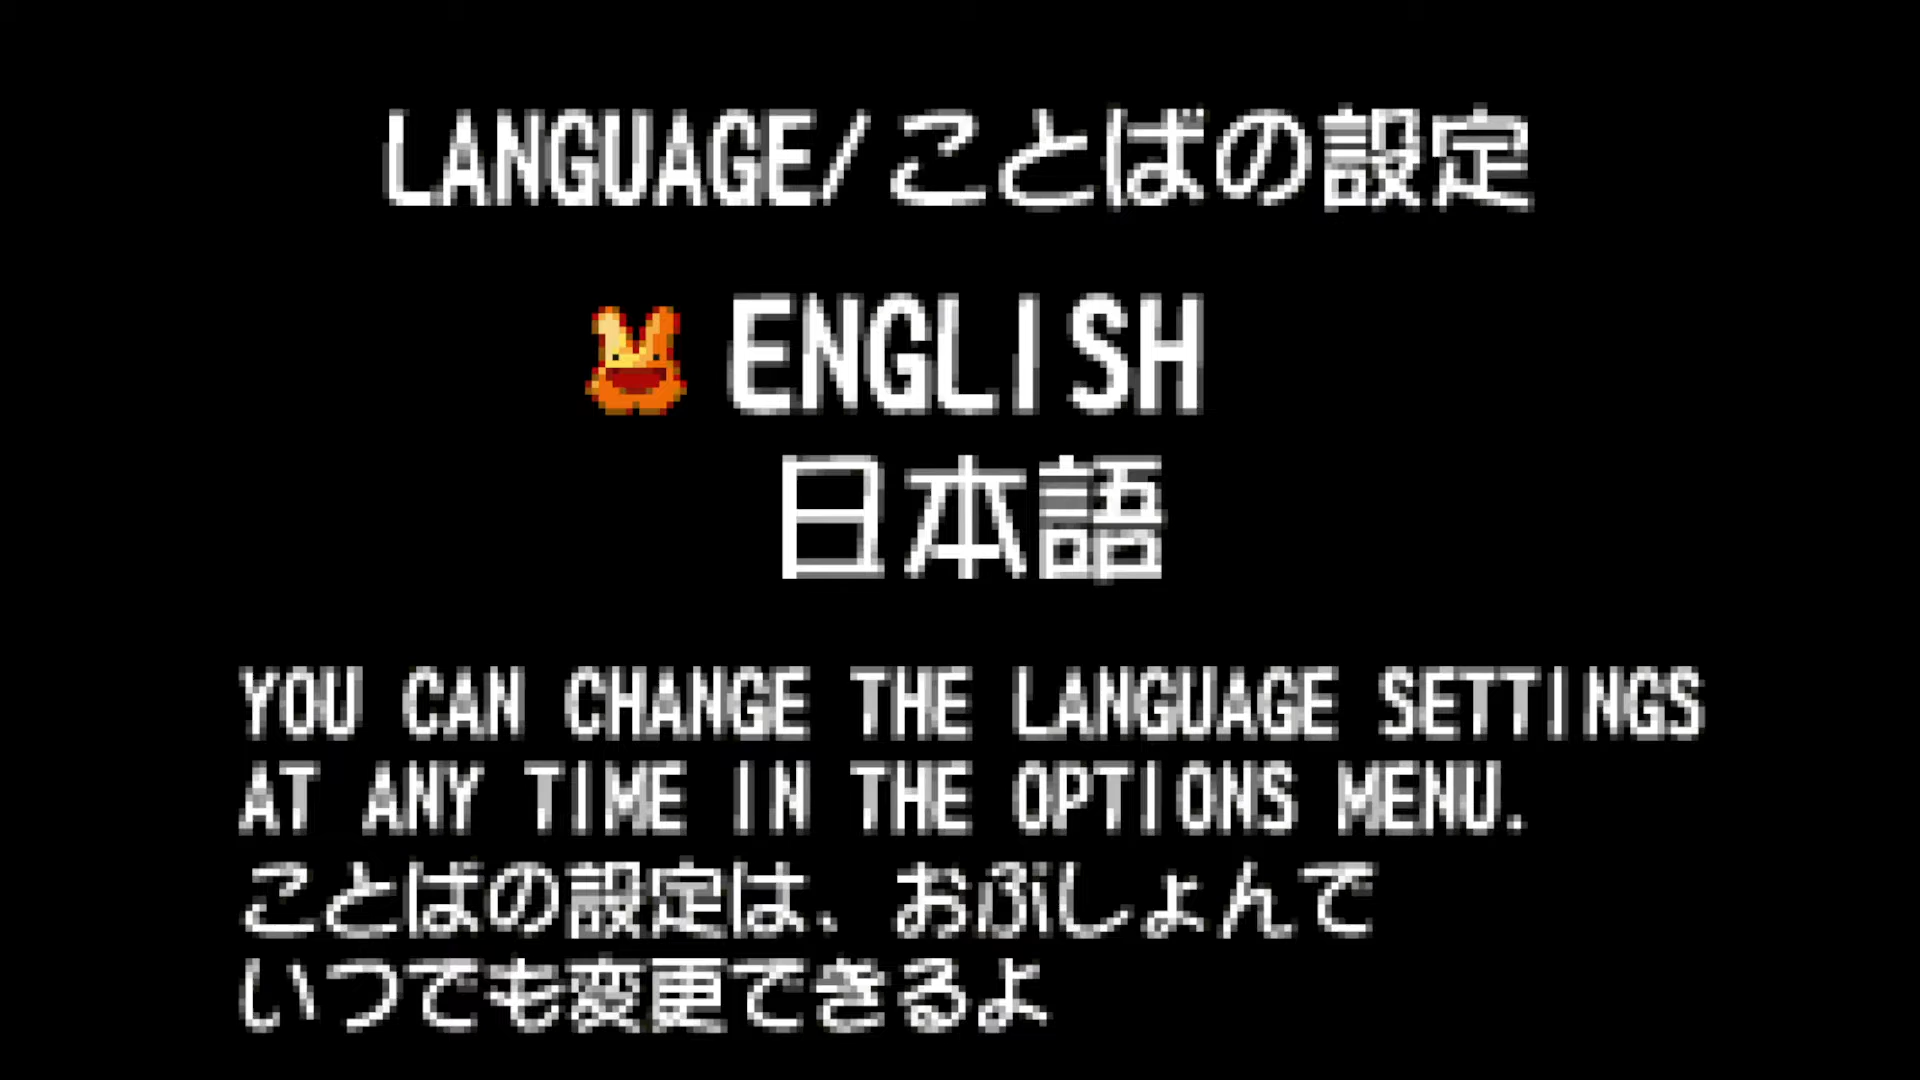 LANGUAGE/ことばの設定
ENGLISH
日本語
YOU CAN CHANGE THE LANGUAGE SETTINGS
AT ANY TIME IN THE OPTIONS MENU.
ことばの設定は、おぷしょんで
いつでも変更できるよ